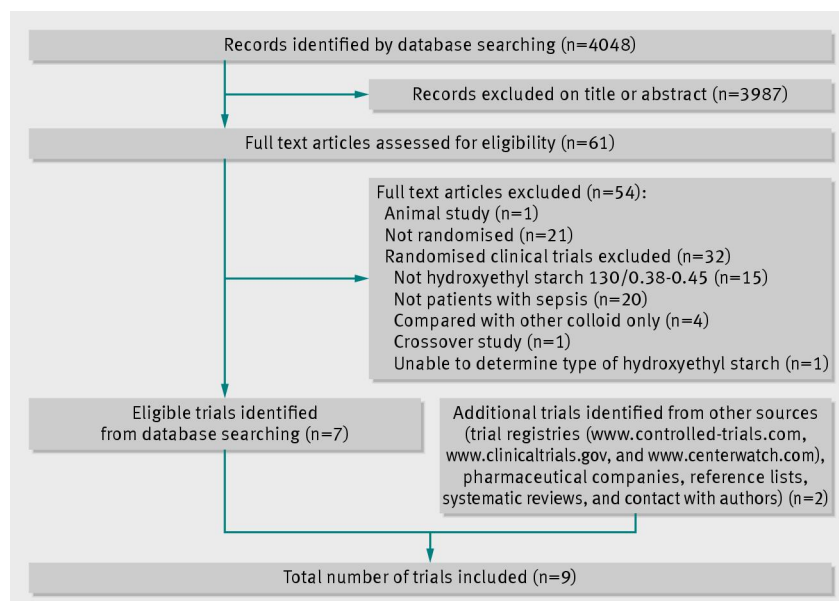 Records identified by database searching (n=4048)
Records excluded on title or abstract (n=3987)
Full text articles assessed for eligibility (n=61)
Full text articles excluded (n=54):
Animal study (n=1)
Not randomised (n=21)
Randomised clinical trials excluded (n=32)
Not hydroxyethyl starch 130/0.38-0.45 (n=15)
Not patients with sepsis (n=20)
Compared with other colloid only (n=4)
Crossover study (n=1)
Unable to determine type of hydroxyethyl starch (n=1)
Eligible trials identified
from database searching (n=7)
Additional trials identified from other sources
(trial registries (www.controlled-trials.com,
www.clinicaltrials.gov, and www.centerwatch.com),
pharmaceutical companies, reference lists,
systematic reviews, and contact with authors) (n=2)
Total number of trials included (n=9)